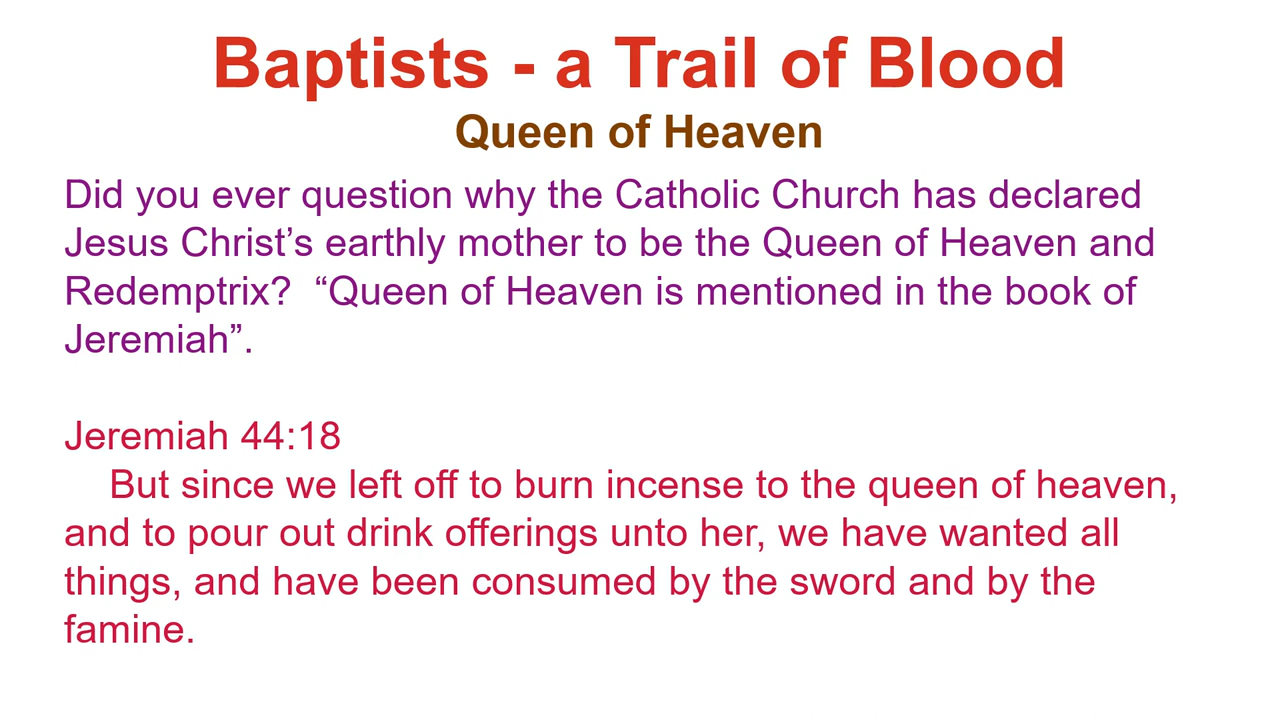 Baptists - a Trail of Blood
Queen of Heaven
Did you ever question why the Catholic Church has declared
Jesus Christ’s earthly mother to be the Queen of Heaven and
Redemptrix?  “Queen of Heaven is mentioned in the book of
Jeremiah”.
Jeremiah 44:18
But since we left off to burn incense to the queen of heaven,
and to pour out drink offerings unto her, we have wanted all
things, and have been consumed by the sword and by the
famine.